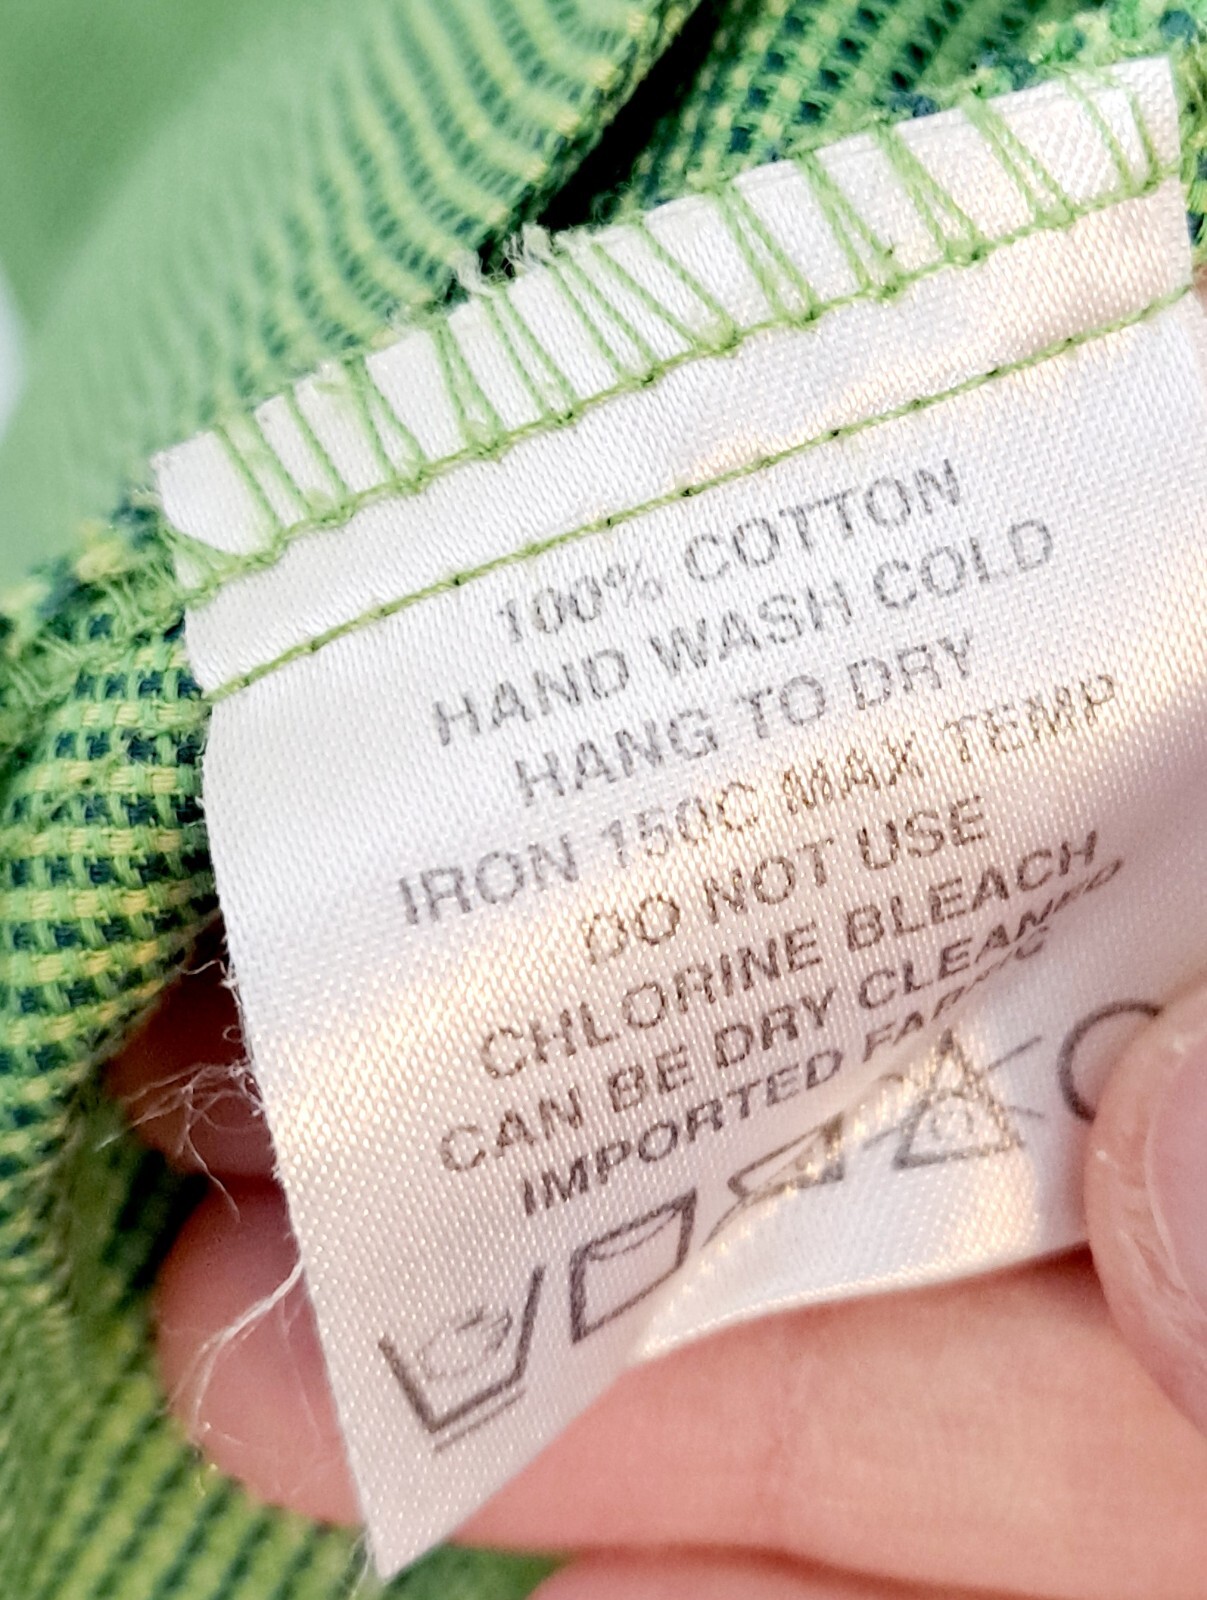 100% COTTON
HAND WASH COLD
HANG TO DRY
IRON 150C MAX TEMP
DO NOT USE
CHLORINE BLEACH
CAN BE DRY CLEANED
IMPORTED FABRIC